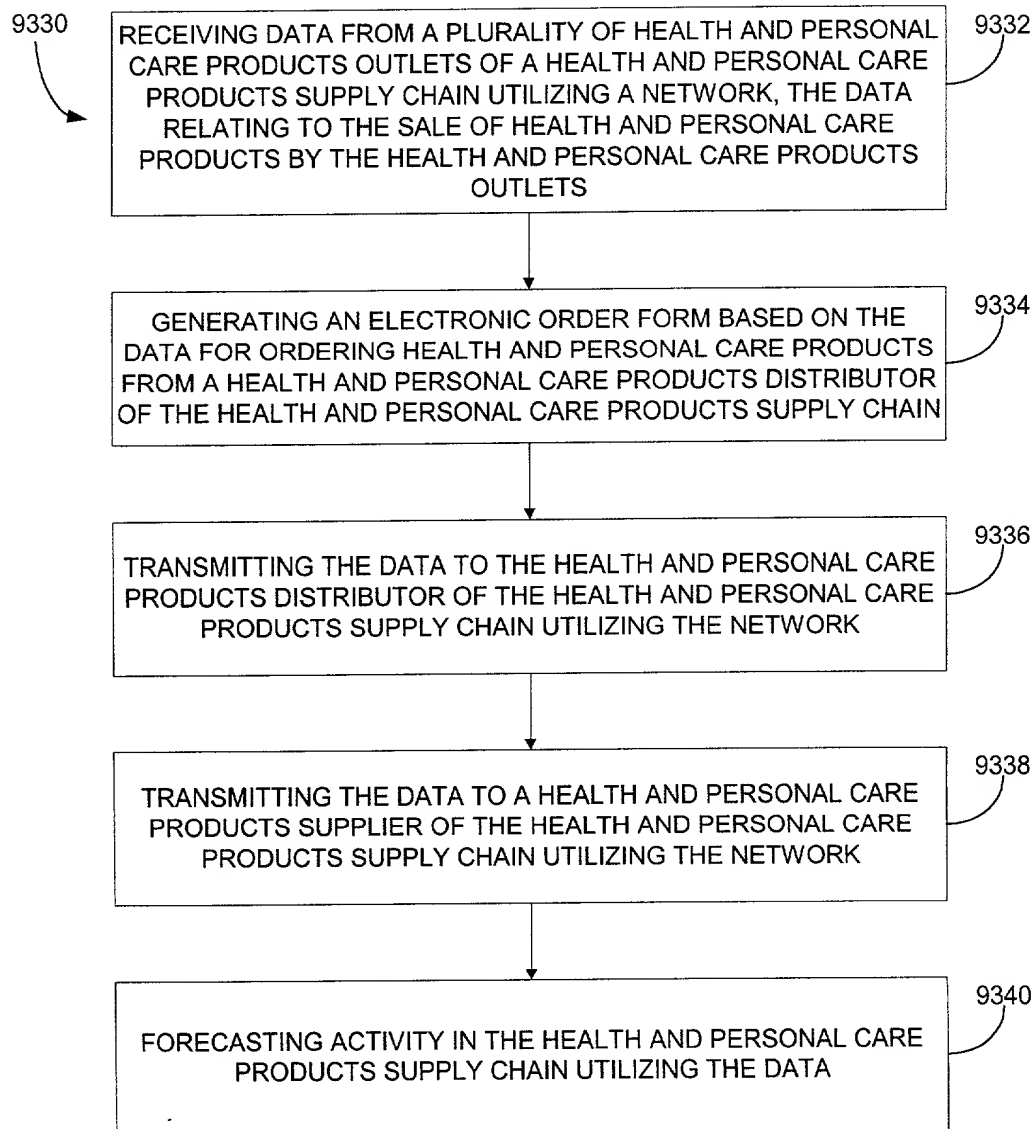 9330
9332
RECEIVING DATA FROM A PLURALITY OF HEALTH AND PERSONAL
CARE PRODUCTS OUTLETS OF A HEALTH AND PERSONAL CARE
PRODUCTS SUPPLY CHAIN UTILIZING A NETWORK, THE DATA
RELATING TO THE SALE OF HEALTH AND PERSONAL CARE
PRODUCTS BY THE HEALTH AND PERSONAL CARE PRODUCTS
OUTLETS
9334
GENERATING AN ELECTRONIC ORDER FORM BASED ON THE
DATA FOR ORDERING HEALTH AND PERSONAL CARE PRODUCTS
FROM A HEALTH AND PERSONAL CARE PRODUCTS DISTRIBUTOR
OF THE HEALTH AND PERSONAL CARE PRODUCTS SUPPLY CHAIN
9336
TRANSMITTING THE DATA TO THE HEALTH AND PERSONAL CARE
PRODUCTS DISTRIBUTOR OF THE HEALTH AND PERSONAL CARE
PRODUCTS SUPPLY CHAIN UTILIZING THE NETWORK
9338
TRANSMITTING THE DATA TO A HEALTH AND PERSONAL CARE
PRODUCTS SUPPLIER OF THE HEALTH AND PERSONAL CARE
PRODUCTS SUPPLY CHAIN UTILIZING THE NETWORK
9340
FORECASTING ACTIVITY IN THE HEALTH AND PERSONAL CARE
PRODUCTS SUPPLY CHAIN UTILIZING THE DATA